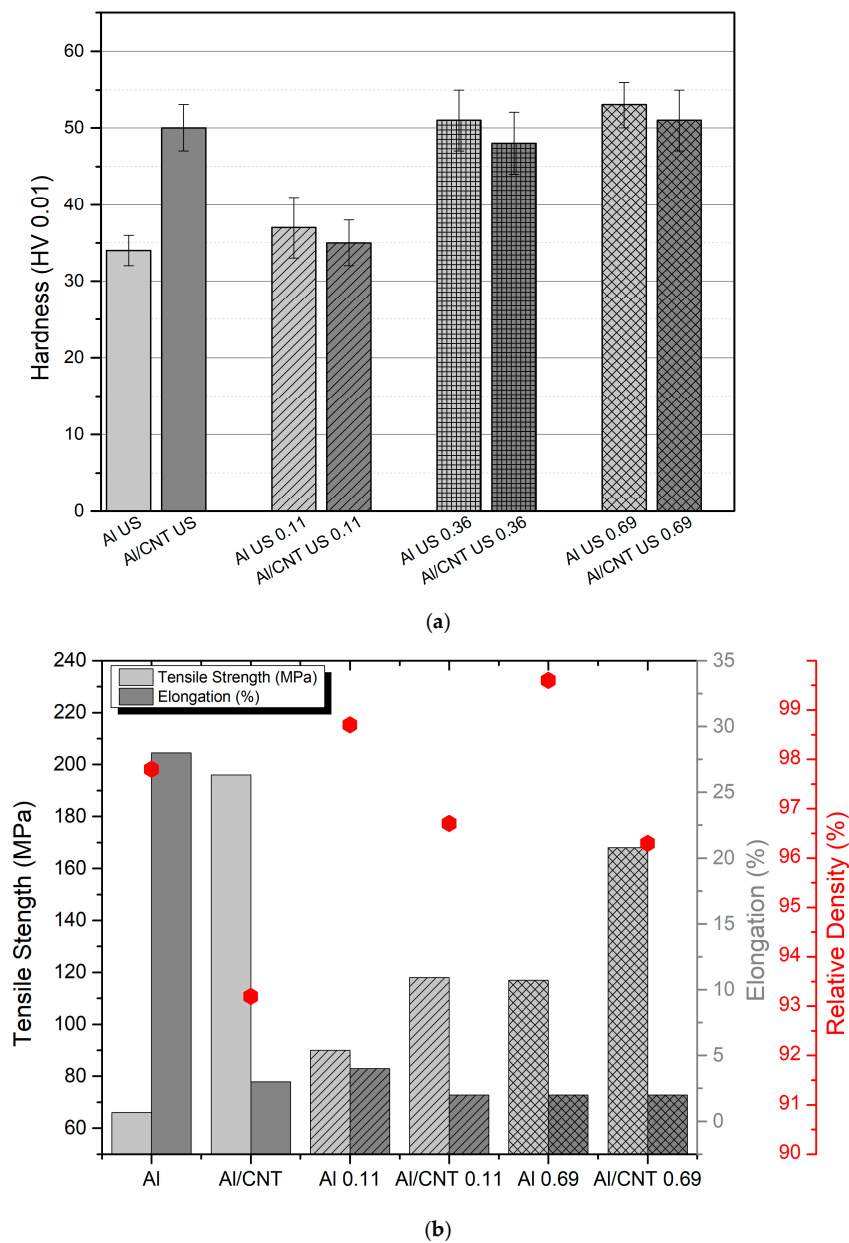 60
50
40
30
20
10
0
Hardness (HV 0.01)
Al US
Al/CNT US
Al US 0.11
Al/CNT US 0.11
Al US 0.36
Al/CNT US 0.36
Al US 0.69
Al/CNT US 0.69
(a)
Tensile Strength (MPa)
Elongation (%)
240
220
200
180
160
140
120
100
80
60
Tensile Stength (MPa)
35
30
25
20
15
10
5
0
Elongation (%)
99
98
97
96
95
94
93
92
91
90
Relative Density (%)
Al
Al/CNT
Al 0.11
Al/CNT 0.11
Al 0.69
Al/CNT 0.69
(b)